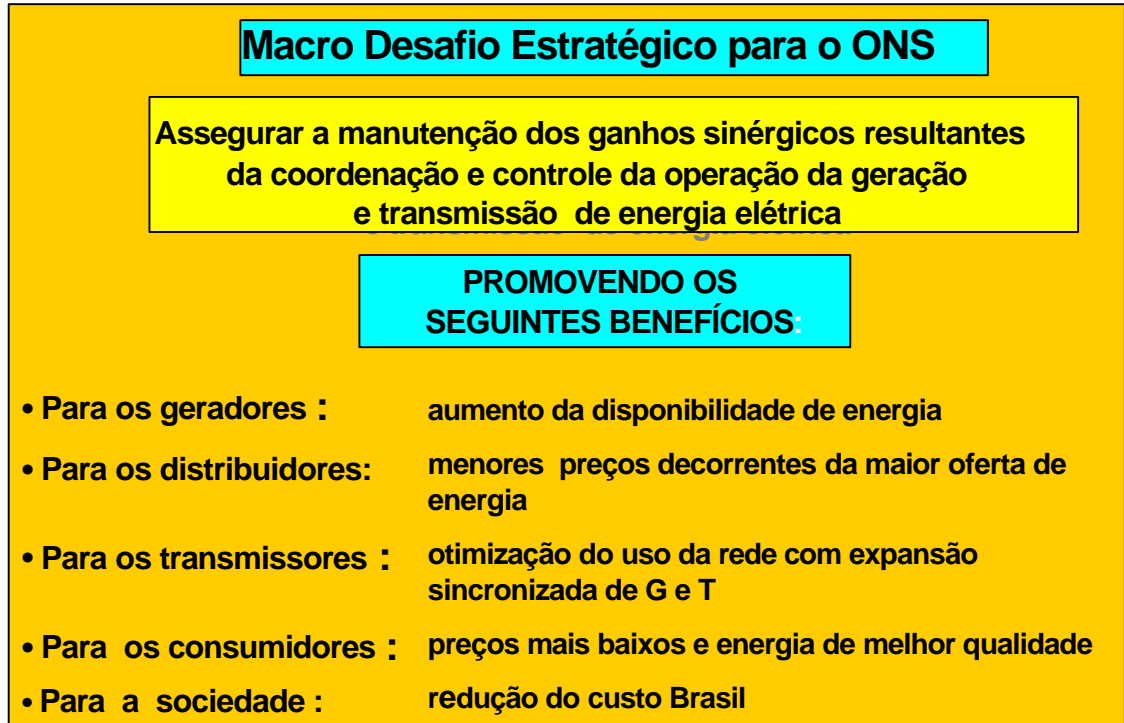 Macro Desafio Estratégico para o ONS
Assegurar a manutenção dos ganhos sinérgicos resultantes
da coordenação e controle da operação da geração
e transmissão de energia elétrica
PROMOVENDO OS
SEGUINTES BENEFÍCIOS:
• Para os geradores : aumento da disponibilidade de energia
• Para os distribuidores: menores preços decorrentes da maior oferta de
energia
• Para os transmissores : otimização do uso da rede com expansão
sincronizada de G e T
• Para os consumidores : preços mais baixos e energia de melhor qualidade
• Para a sociedade : redução do custo Brasil